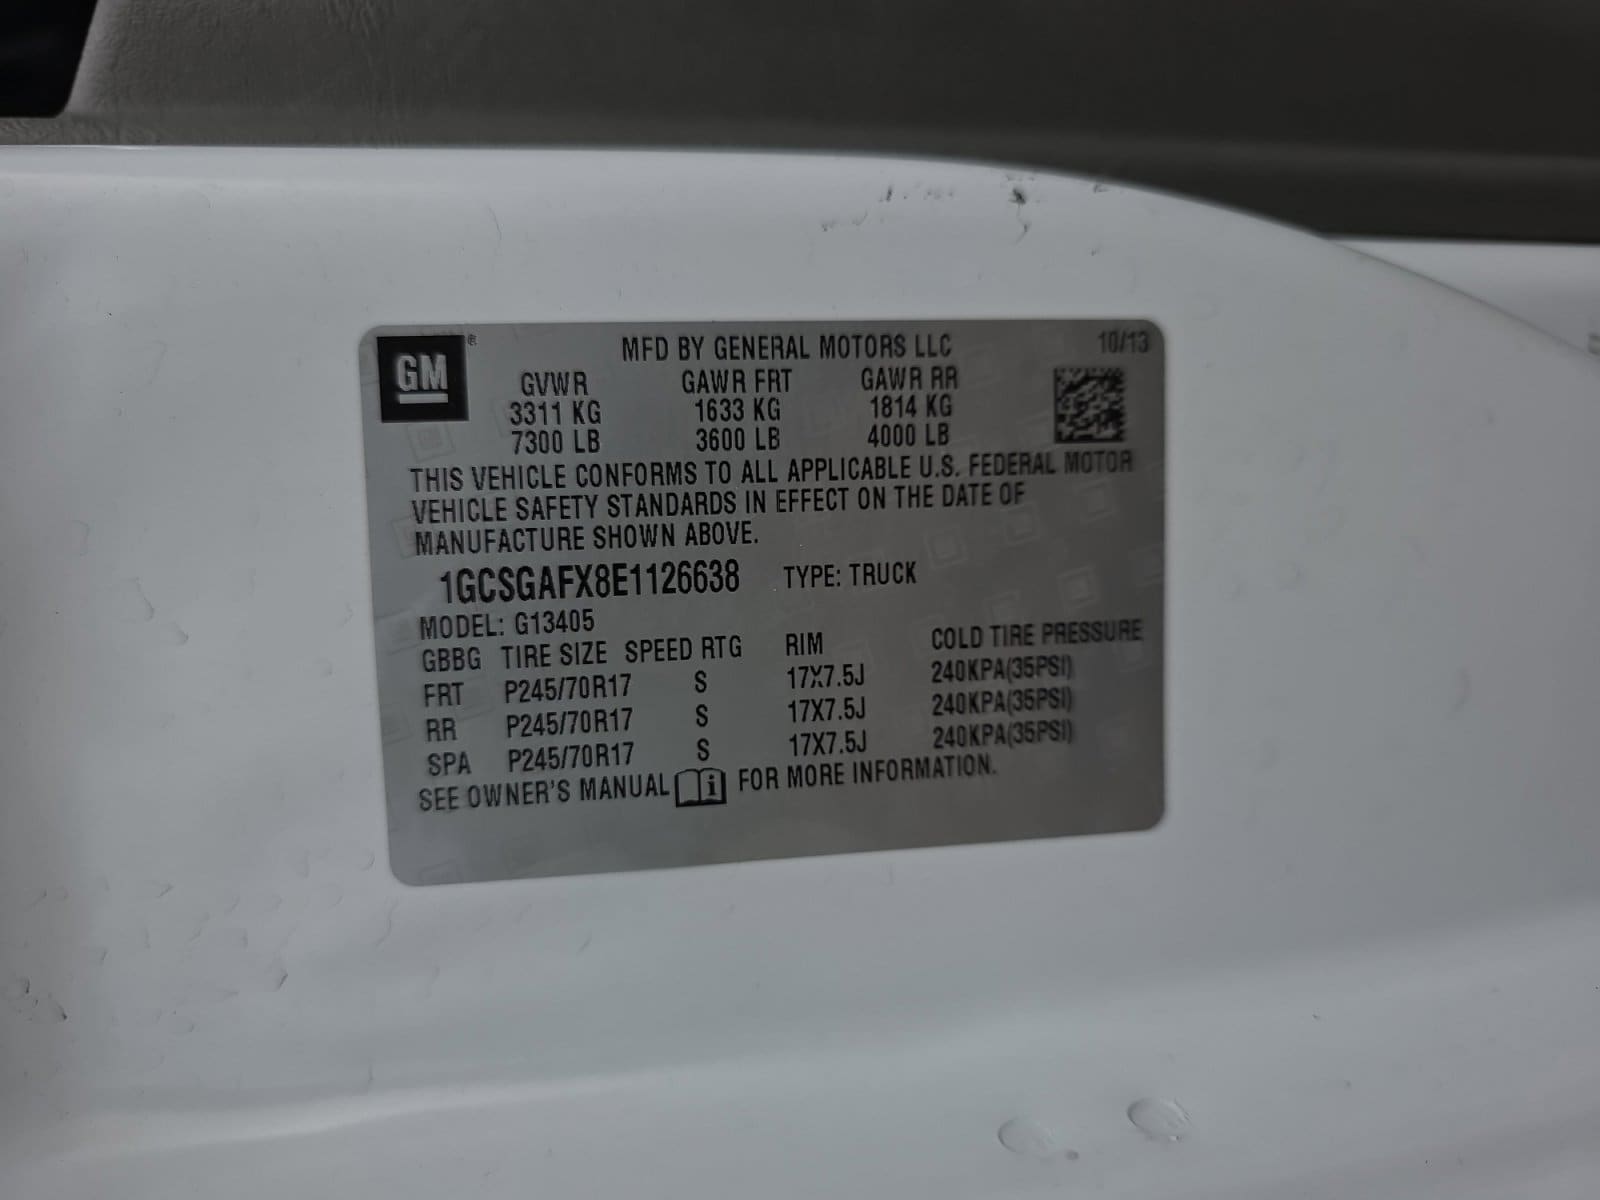 GM ®
MFD BY GENERAL MOTORS LLC 10/13
GVWR GAWR FRT GAWR RR
3311 KG 1633 KG 1814 KG
7300 LB 3600 LB 4000 LB
THIS VEHICLE CONFORMS TO ALL APPLICABLE U.S. FEDERAL MOTOR
VEHICLE SAFETY STANDARDS IN EFFECT ON THE DATE OF
MANUFACTURE SHOWN ABOVE.
1GCSGAFX8E1126638 TYPE: TRUCK
MODEL: G13405
GBBG TIRE SIZE SPEED RTG RIM COLD TIRE PRESSURE
FRT P245/70R17 S 17X7.5J 240KPA(35PSI)
RR P245/70R17 S 17X7.5J 240KPA(35PSI)
SPA P245/70R17 S 17X7.5J 240KPA(35PSI)
SEE OWNER'S MANUAL i FOR MORE INFORMATION.